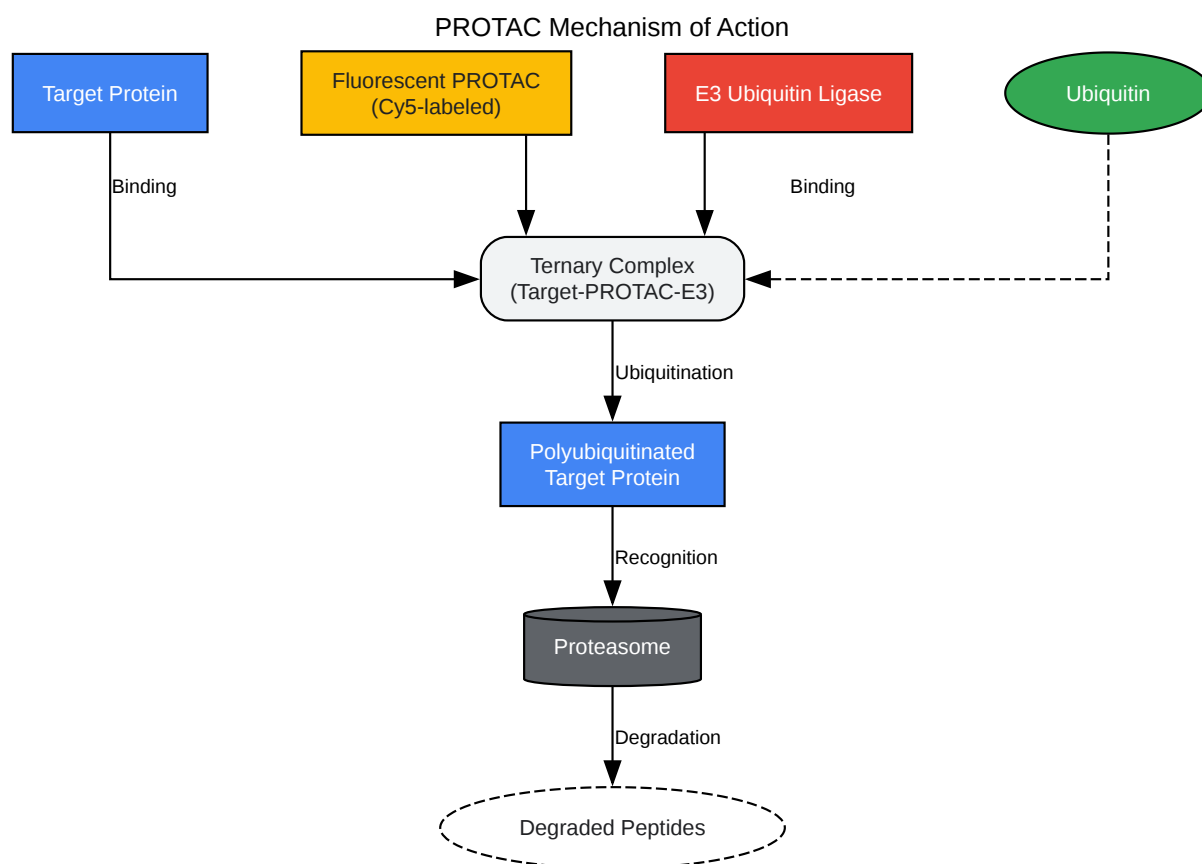 PROTAC Mechanism of Action
Target Protein
Fluorescent PROTAC
(Cy5-labeled)
E3 Ubiquitin Ligase
Ubiquitin
Binding
Binding
Ternary Complex
(Target-PROTAC-E3)
Ubiquitination
Polyubiquitinated
Target Protein
Recognition
Proteasome
Degradation
Degraded Peptides